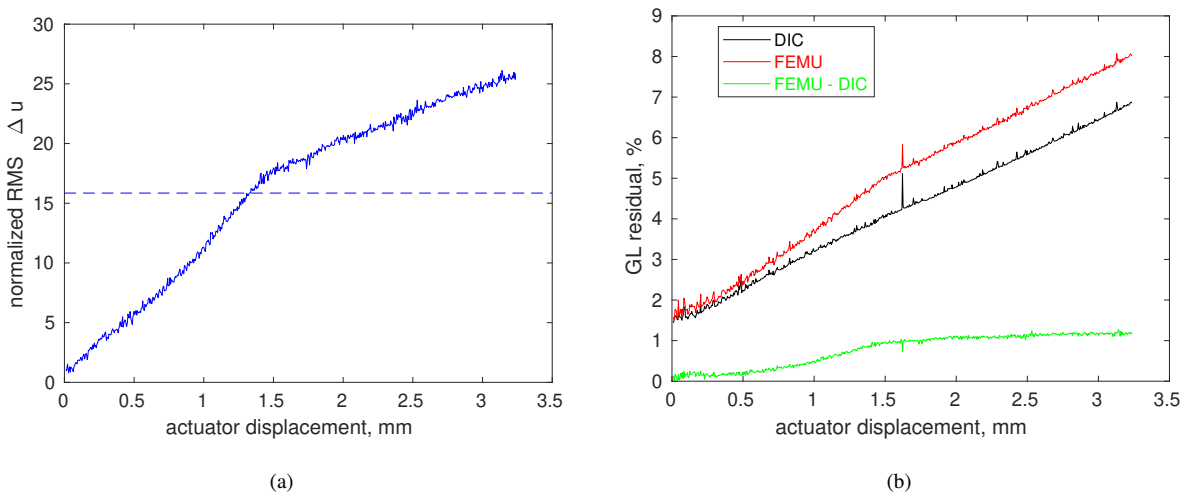 30
25
20
15
10
5
0
normalized RMS Δ u
0 0.5 1 1.5 2 2.5 3 3.5
actuator displacement, mm
(a)
9%
8%
7%
6%
5%
4%
3%
2%
1%
0%
GL residual, %
DIC
FEMU
FEMU - DIC
0 0.5 1 1.5 2 2.5 3 3.5
actuator displacement, mm
(b)